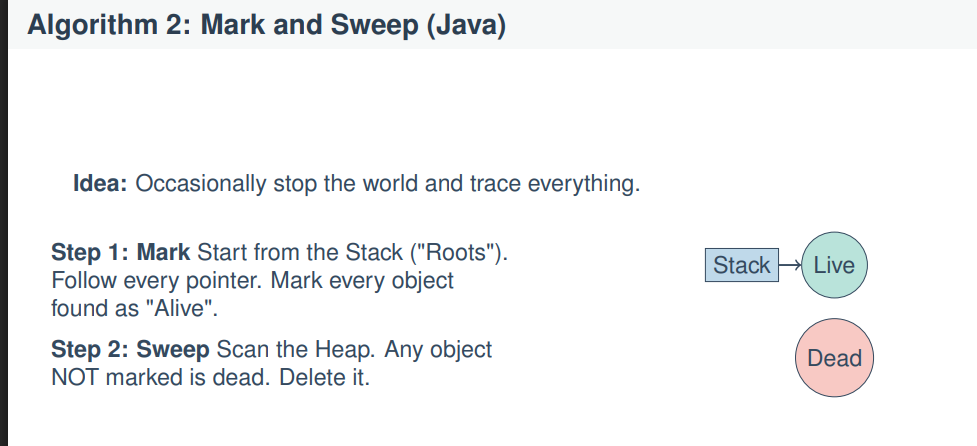 Algorithm 2: Mark and Sweep (Java)
Idea: Occasionally stop the world and trace everything.
Step 1: Mark Start from the Stack ("Roots").
Follow every pointer. Mark every object
found as "Alive".
Step 2: Sweep Scan the Heap. Any object
NOT marked is dead. Delete it.
Stack
Live
Dead